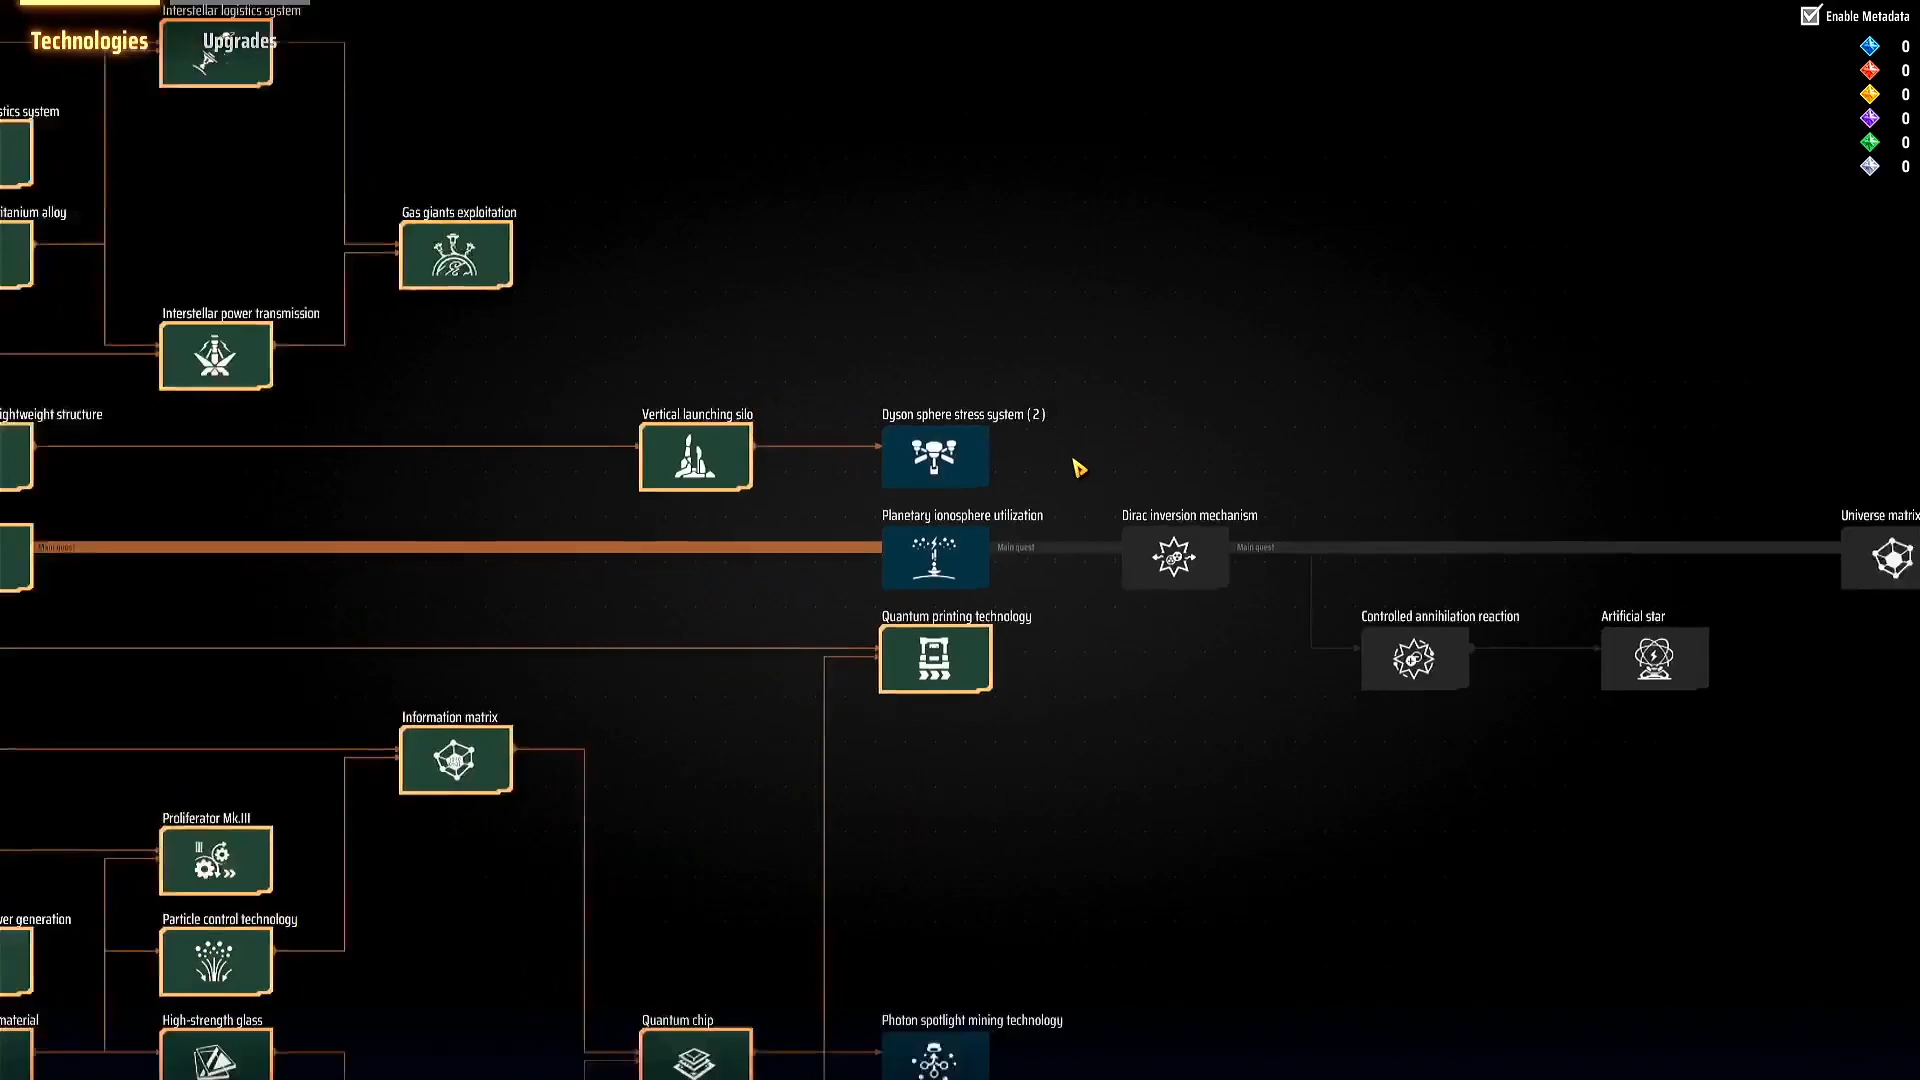 Interstellar logistics system
Enable Metadata
Technologies
Upgrades
0
0
0
0
0
0
stics system
itanium alloy
Gas giants exploitation
Interstellar power transmission
ightweight structure
Vertical launching silo
Dyson sphere stress system ( 2 )
Planetary ionosphere utilization
Dirac inversion mechanism
Universe matrix
Main quest
Main quest
Main quest
Quantum printing technology
Controlled annihilation reaction
Artificial star
Information matrix
Proliferator Mk.III
ver generation
Particle control technology
material
High-strength glass
Quantum chip
Photon spotlight mining technology